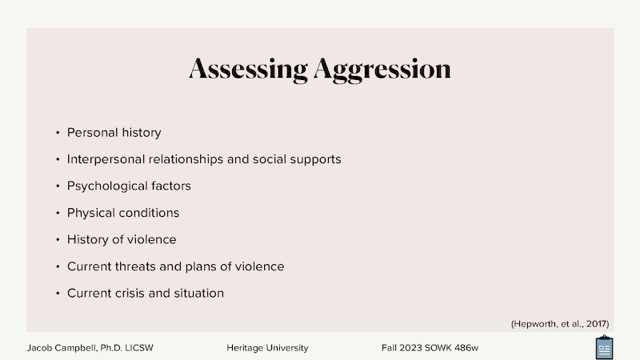 Assessing Aggression
• Personal history
• Interpersonal relationships and social supports
• Psychological factors
• Physical conditions
• History of violence
• Current threats and plans of violence
• Current crisis and situation
(Hepworth, et al., 2017)
Jacob Campbell, Ph.D. LICSW Heritage University Fall 2023 SOWK 486w